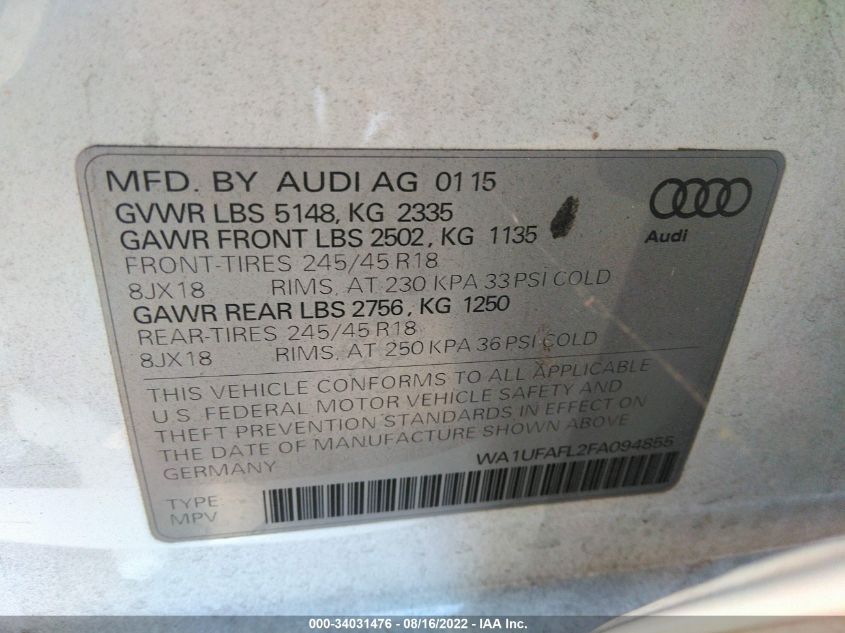 MFD. BY AUDI AG 01 15
GVWR LBS 5148, KG 2335
GAWR FRONT LBS 2502, KG 1135
FRONT-TIRES 245/45 R18
8JX18 RIMS, AT 230 KPA 33 PSI COLD
GAWR REAR LBS 2756, KG 1250
REAR-TIRES 245/45 R18
8JX18 RIMS, AT 250 KPA 36 PSI COLD
Audi
THIS VEHICLE CONFORMS TO ALL APPLICABLE
U.S. FEDERAL MOTOR VEHICLE SAFETY AND
THEFT PREVENTION STANDARDS IN EFFECT ON
THE DATE OF MANUFACTURE SHOWN ABOVE
GERMANY WA1UFAFL2FA094855
TYPE
MPV
000-34031476 - 08/16/2022 - IAA Inc.